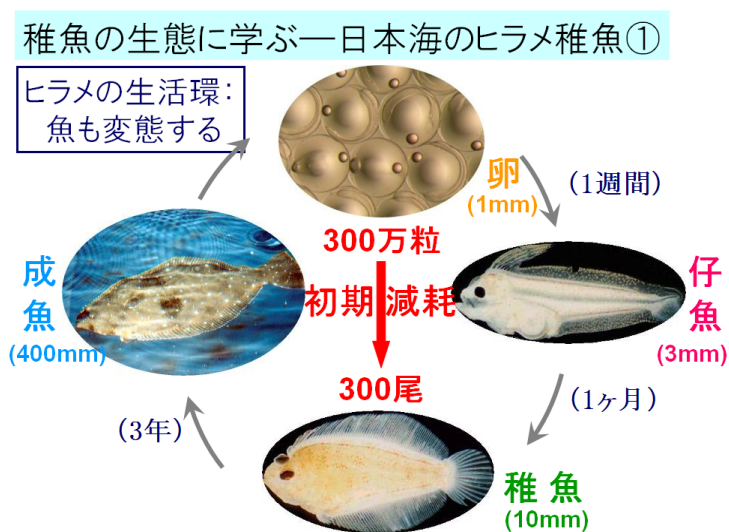 稚魚の生態に学ぶ―日本海のヒラメ稚魚①
ヒラメの生活環：
魚も変態する
卵
(1mm)
(1週間)
300万粒
初期減耗
300尾
仔魚
(3mm)
(1ヶ月)
稚魚
(10mm)
(3年)
成魚
(400mm)